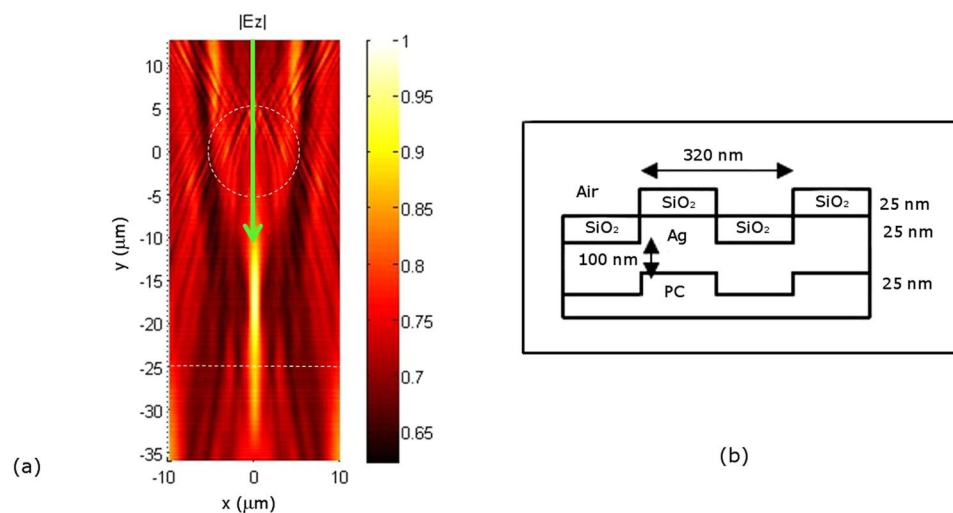 |Ez|
10
5
0
-5
-10
-15
-20
-25
-30
-35
y (μm)
-10 0 10
x (μm)
1
0.95
0.9
0.85
0.8
0.75
0.7
0.65
(a)
320 nm
Air
SiO₂ SiO₂ 25 nm
SiO₂ Ag SiO₂ 25 nm
100 nm
PC 25 nm
(b)